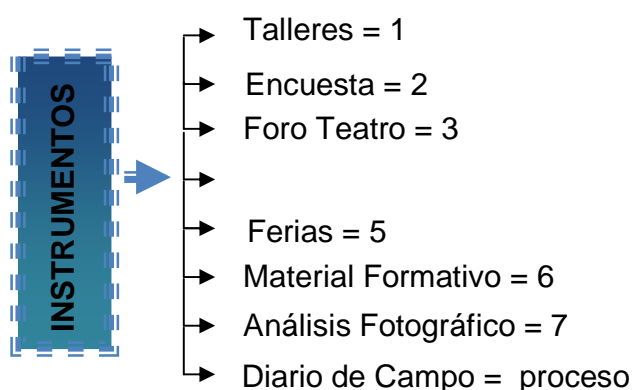 INSTRUMENTOS
Talleres = 1
Encuesta = 2
Foro Teatro = 3
Ferias = 5
Material Formativo = 6
Análisis Fotográfico = 7
Diario de Campo = proceso